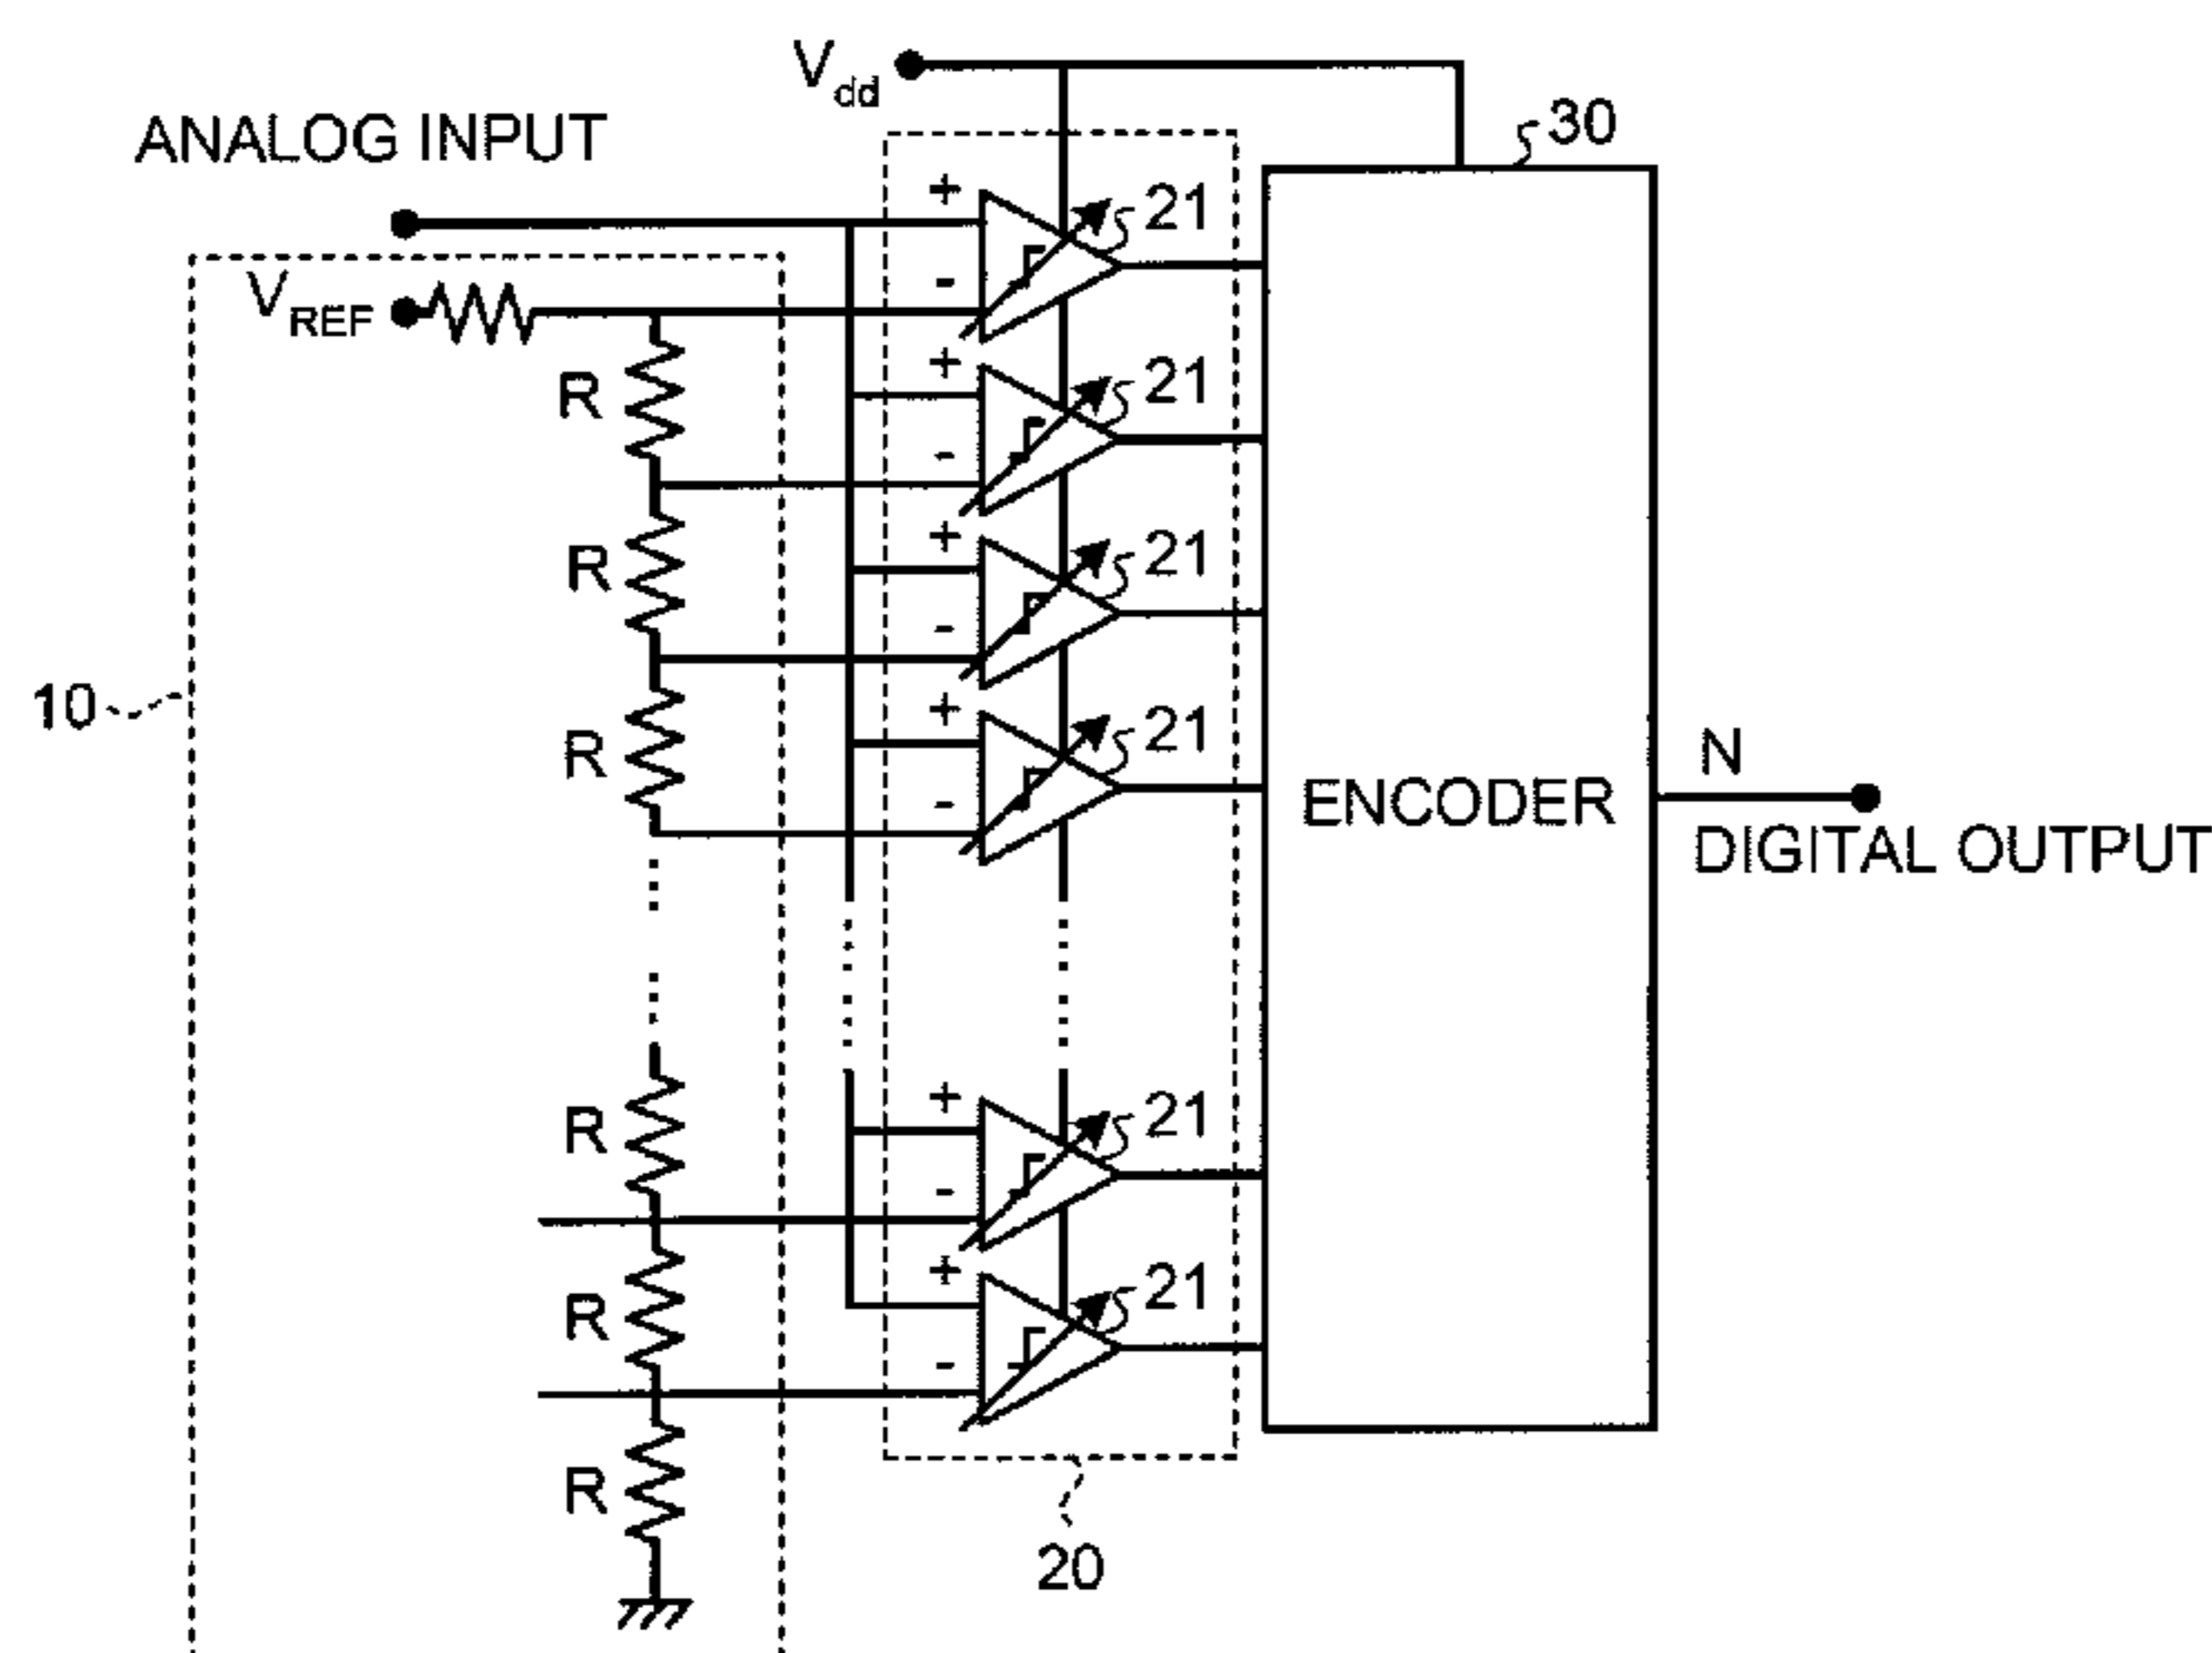 Vdd
30
ANALOG INPUT
+
21
VREF
-
+
21
R
-
+
21
R
-
+
21
10
R
-
N
ENCODER
DIGITAL OUTPUT
+
21
R
-
+
21
R
-
R
20